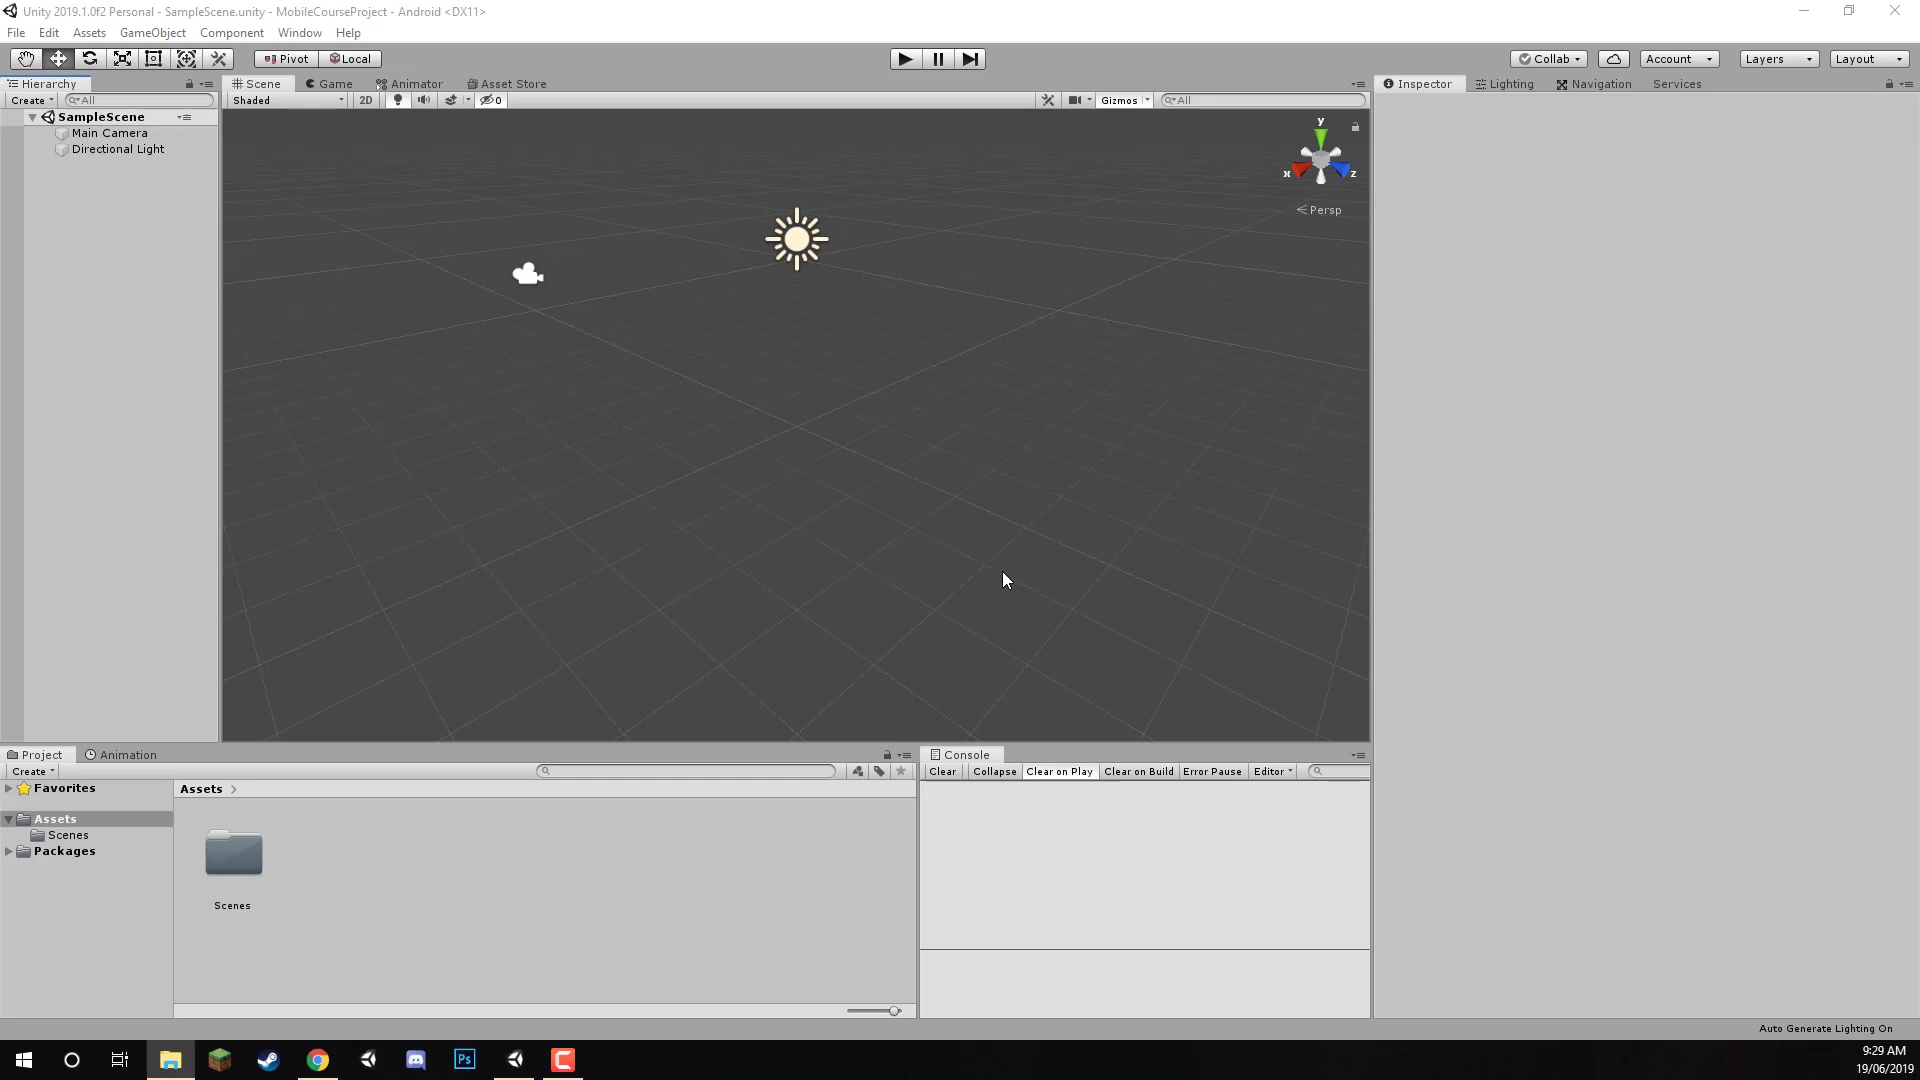 Unity 2019.1.0f2 Personal - SampleScene.unity - MobileCourseProject - Android <DX11>
File Edit Assets GameObject Component Window Help
Pivot Local Collab Account Layers Layout
Hierarchy Scene Game Animator Asset Store Inspector Lighting Navigation Services
Create All Shaded 2D 0 Gizmos All
SampleScene
Main Camera
Directional Light
y
x z
Persp
Project Animation Console
Create Clear Collapse Clear on Play Clear on Build Error Pause Editor
Favorites Assets
Assets
Scenes
Packages
Scenes
Auto Generate Lighting On
Ps
9:29 AM
19/06/2019